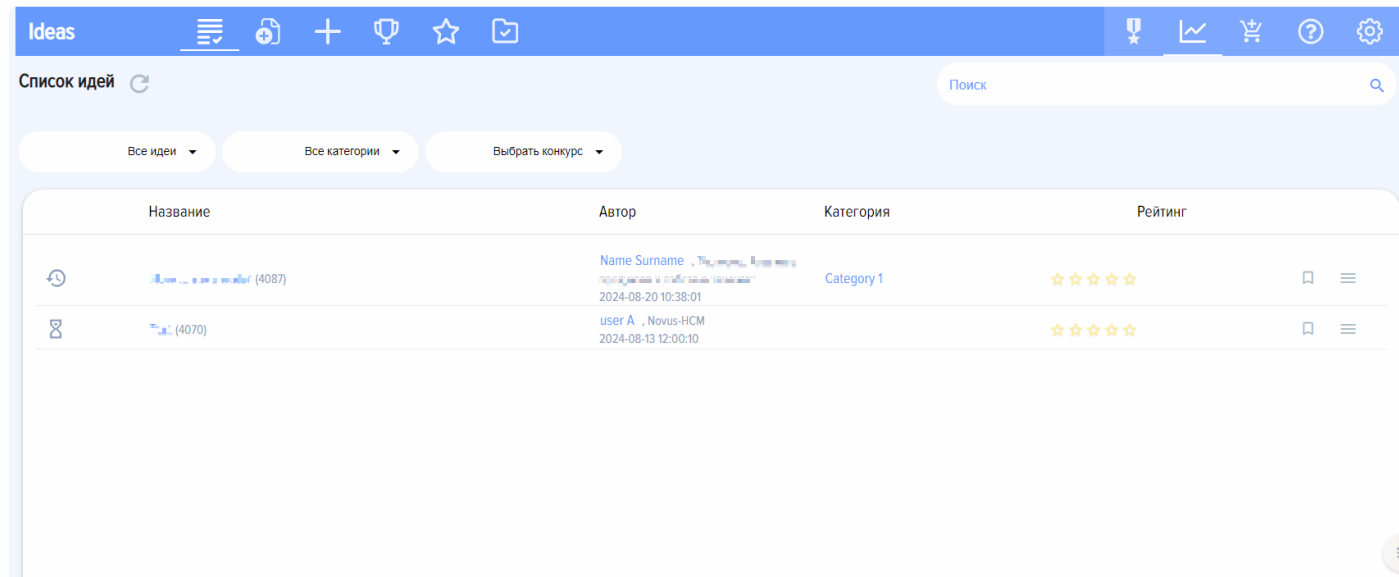 Ideas
Список идей
Поиск
Все идеи
Все категории
Выбрать конкурс
Название Автор Категория Рейтинг
Name Surname ,
(4087) Category 1
2024-08-20 10:38:01
user A , Novus-HCM
(4070)
2024-08-13 12:00:10